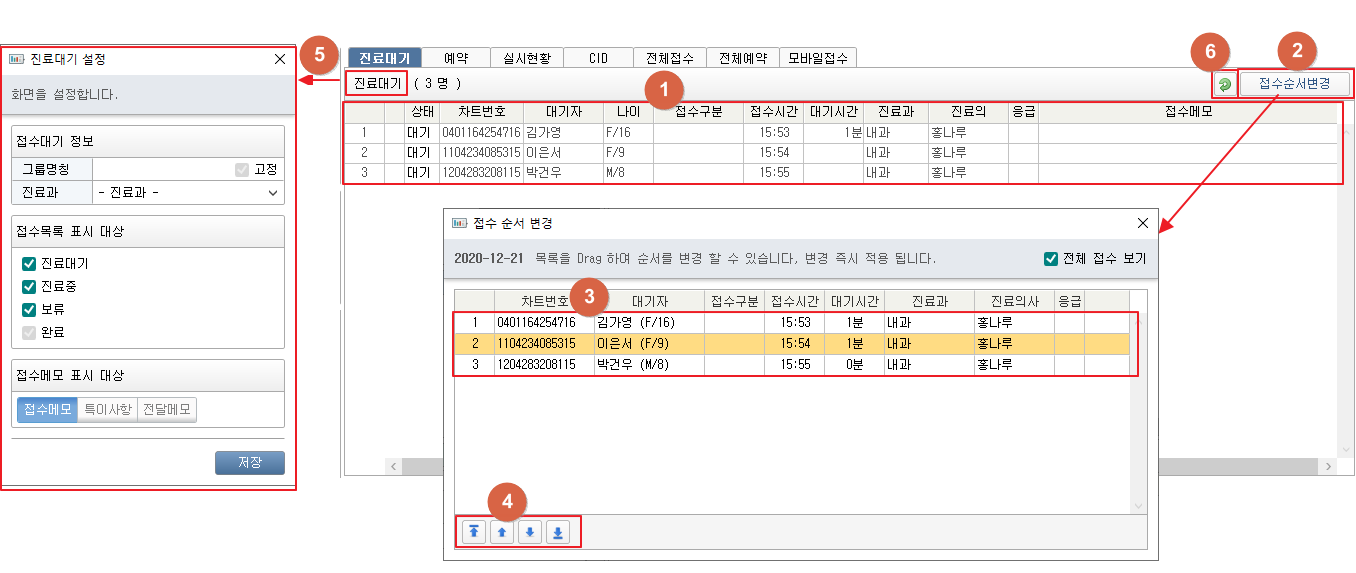 진료대기 설정
화면을 설정합니다.
접수대기 정보
그룹명칭 고정
진료과 - 진료과 -
접수목록 표시 대상
진료대기
진료중
보류
완료
접수메모 표시 대상
접수메모 특이사항 전달메모
저장
5
진료대기 예약 실시현황 CID 전체접수 전체예약 모바일접수
6
2
진료대기 ( 3 명 )
접수순서변경
1
상태 차트번호 대기자 나이 접수구분 접수시간 대기시간 진료과 진료의 응급 접수메모
1 대기 0401164254716 김가영 F/16 15:53 1분 내과 홍나루
2 대기 1104234085315 이은서 F/9 15:54 내과 홍나루
3 대기 1204283208115 박건우 M/8 15:55 내과 홍나루
접수 순서 변경
2020-12-21 목록을 Drag 하여 순서를 변경 할 수 있습니다, 변경 즉시 적용 됩니다.
전체 접수 보기
3
차트번호 대기자 접수구분 접수시간 대기시간 진료과 진료의사 응급
1 0401164254716 김가영 (F/16) 15:53 1분 내과 홍나루
2 1104234085315 이은서 (F/9) 15:54 1분 내과 홍나루
3 1204283208115 박건우 (M/8) 15:55 0분 내과 홍나루
4